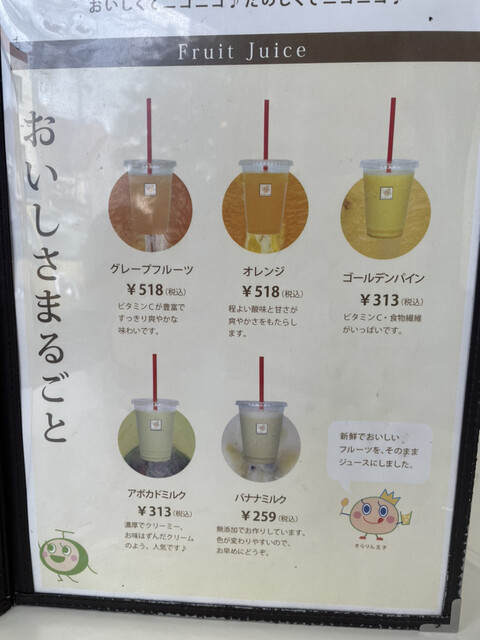 おいしくてニコニコ♪たのしくてニコニコ♪
Fruit Juice
おいしさまるごと
グレープフルーツ
￥518(税込)
ビタミンCが豊富で
すっきり爽やかな
味わいです。
オレンジ
￥518(税込)
程よい酸味と甘さが
爽やかさをもたらし
ます。
ゴールデンパイン
￥313(税込)
ビタミンC・食物繊維
がいっぱいです。
アボカドミルク
￥313(税込)
濃厚でクリーミー、
お味はずんだクリーム
のよう、人気です♪
バナナミルク
￥259(税込)
無添加でお作りしています。
色が変わりやすいので、
お早めにどうぞ。
新鮮でおいしい
フルーツを、そのまま
ジュースにしました。
きらりん王子